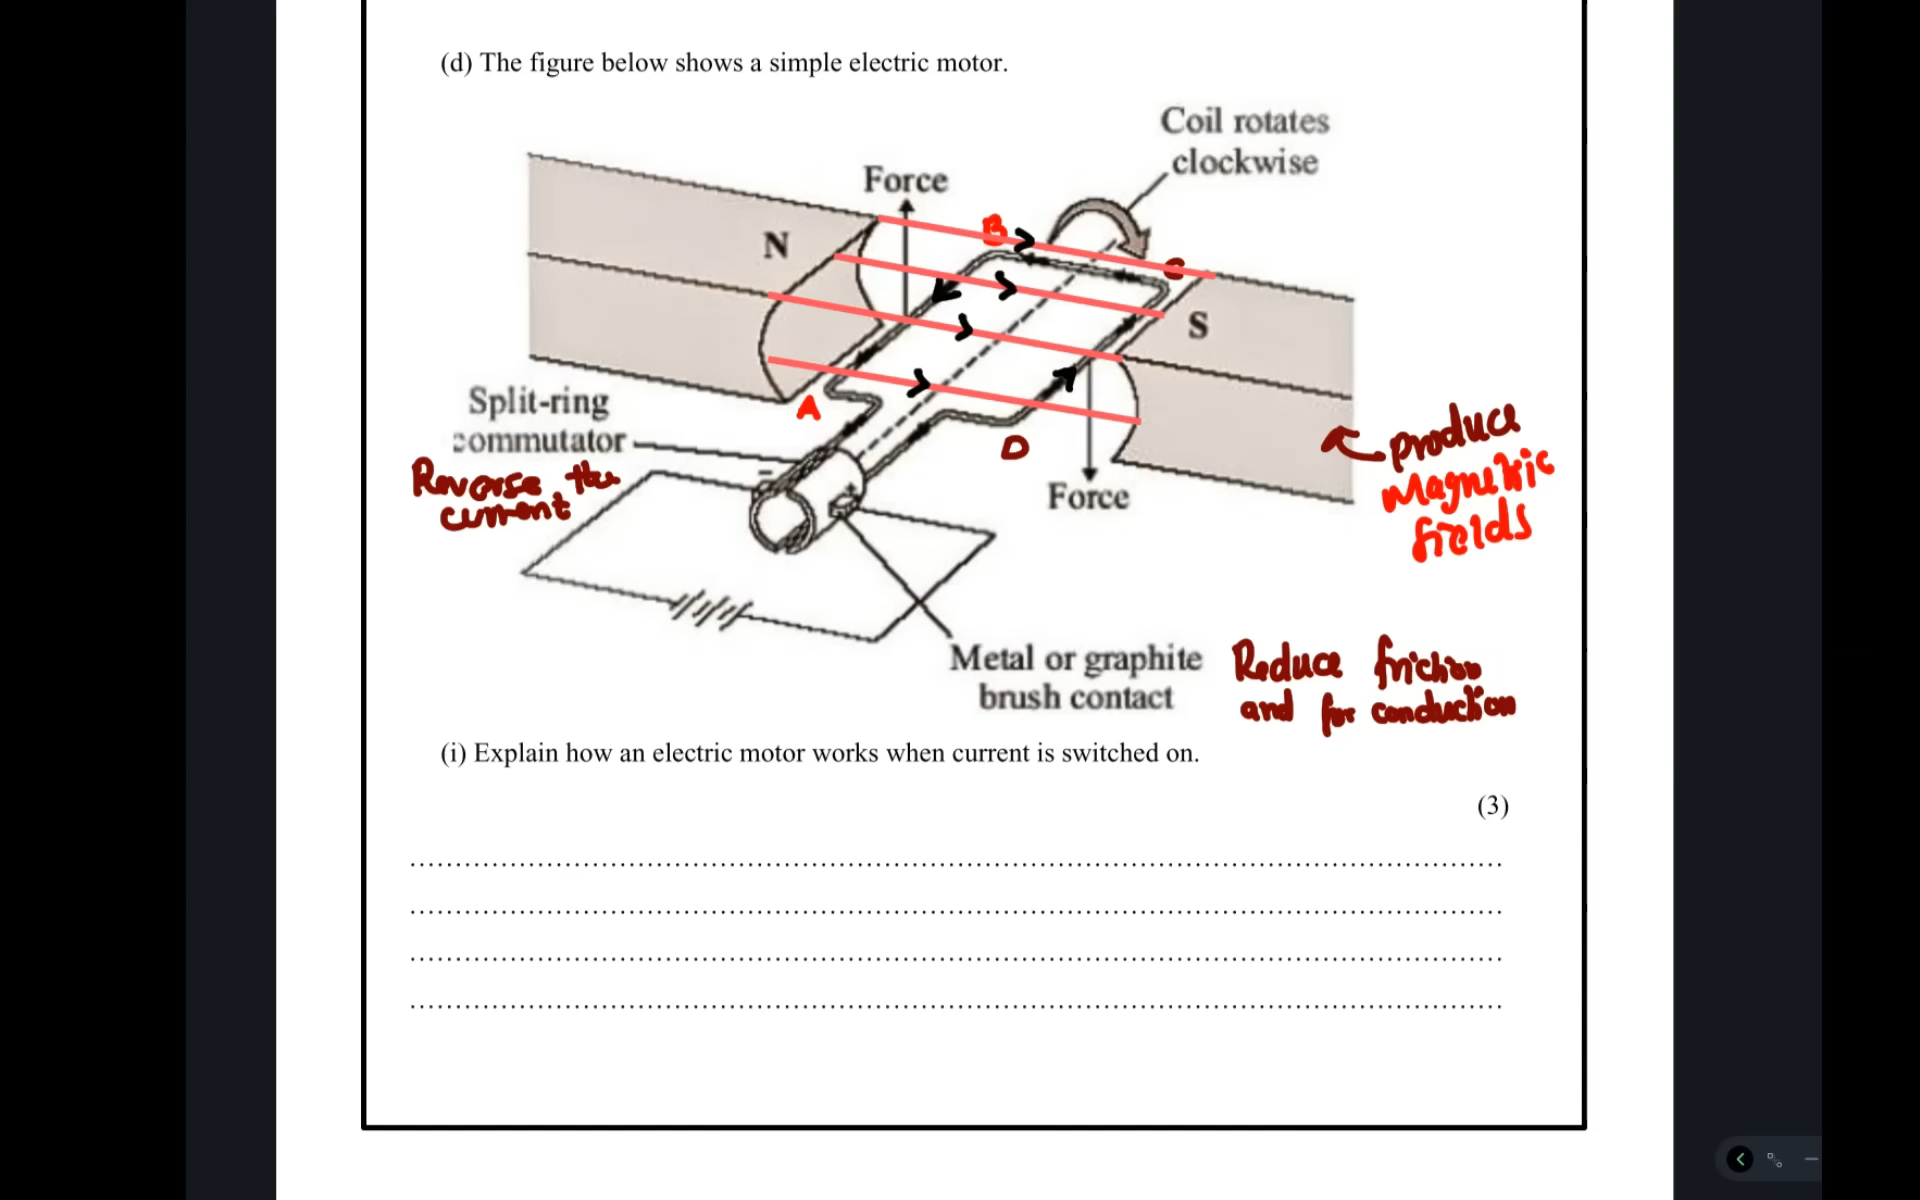 (d) The figure below shows a simple electric motor.
Coil rotates
clockwise
Force
B
N
C
S
Split-ring
commutator
A
D
Reverse the
current
-
+
Force
produce
Magnetic
fields
Metal or graphite
brush contact
Reduce friction
and for conduction
(i) Explain how an electric motor works when current is switched on.
(3)